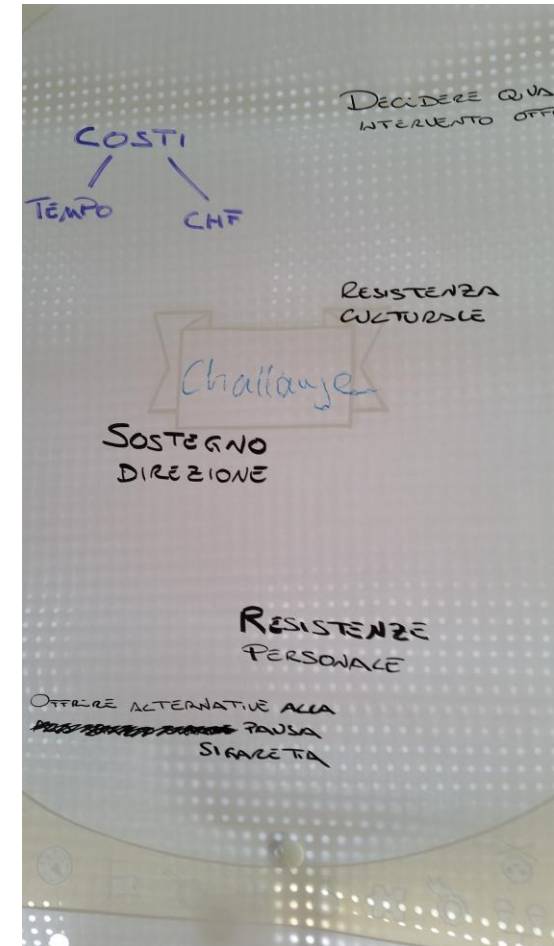 DECIDERE QUA
INTERVENTO OFF
COSTI
TEMPO CHF
RESISTENZA
CULTURALE
Challange
SOSTEGNO
DIREZIONE
RESISTENZE
PERSONALE
OFFRIRE ALTERNATIVE ALLA
PAUSA
SIGARETTA